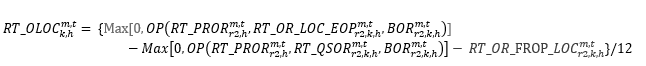 RT_OLOC^{m,t}_{k,h} = {Max[0, OP(RT_PROR^{m,t}_{r2,h}, RT_OR_LOC_EOP^{m,t}_{r2,k,h}, BOR^{m,t}_{r2,k,h})]
− Max[0, OP(RT_PROR^{m,t}_{r2,h}, RT_QSOR^{m,t}_{r2,k,h}, BOR^{m,t}_{r2,k,h})] − RT_OR_FROP_LOC^{m,t}_{r2,k,h}}/12